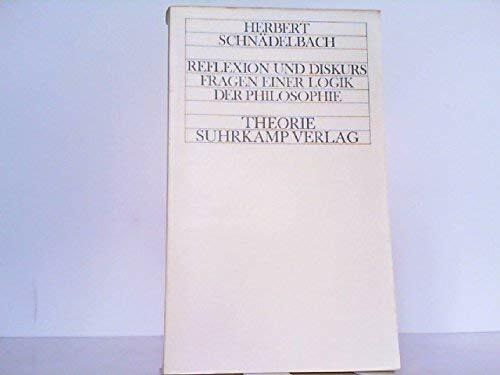 HERBERT
SCHNÄDELBACH
REFLEXION UND DISKURS
FRAGEN EINER LOGIK
DER PHILOSOPHIE
THEORIE
SUHRKAMP VERLAG